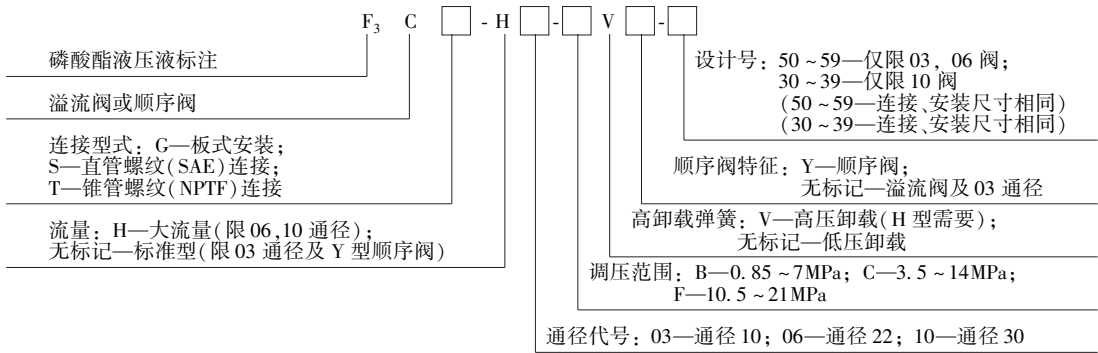 F₃ C □ - H □ - □ V □ - □
磷酸酯液压液标注
溢流阀或顺序阀
连接型式：G—板式安装；
S—直管螺纹（SAE）连接；
T—锥管螺纹（NPTF）连接
流量：H—大流量（限06,10 通径）；
无标记—标准型（限03 通径及 Y 型顺序阀）
设计号：50～59—仅限03，06 阀；
30～39—仅限10 阀
（50～59—连接、安装尺寸相同）
（30～39—连接、安装尺寸相同）
顺序阀特征：Y—顺序阀；
无标记—溢流阀及03 通径
高卸载弹簧：V—高压卸载（H 型需要）；
无标记—低压卸载
调压范围：B—0.85～7MPa；C—3.5～14MPa；
F—10.5～21MPa
通径代号：03—通径10；06—通径22；10—通径30